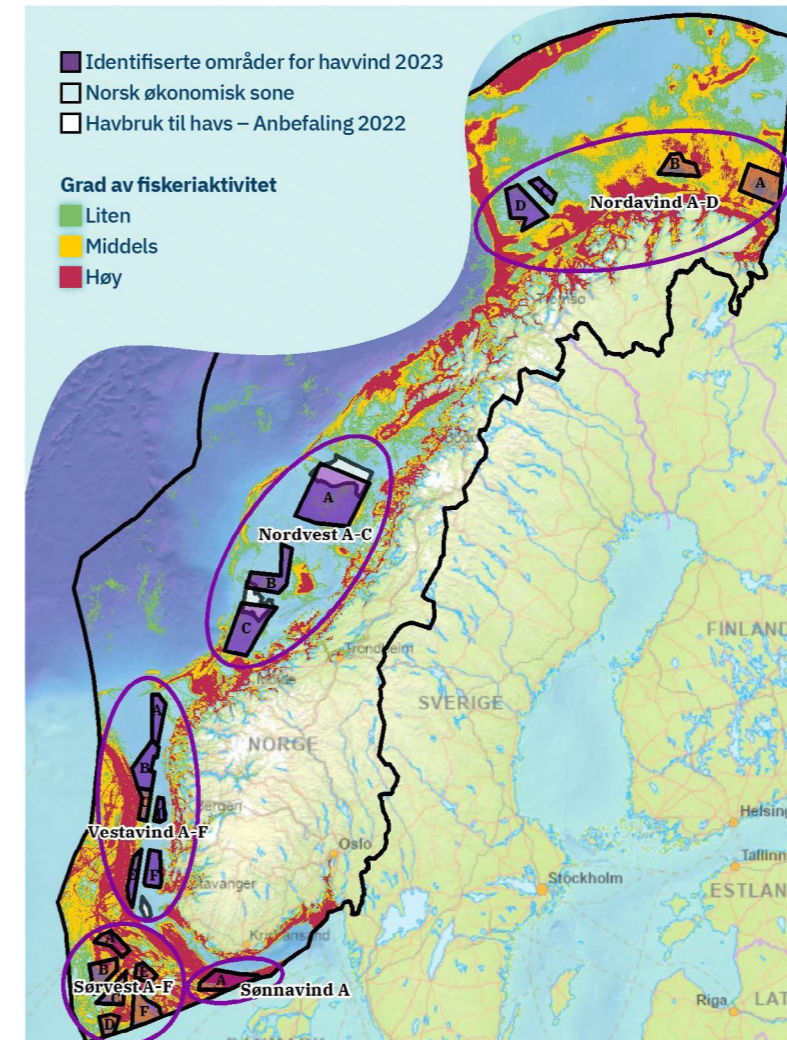 Identifiserte områder for havvind 2023
Norsk økonomisk sone
Havbruk til havs – Anbefaling 2022
Grad av fiskeriaktivitet
Liten
Middels
Høy
B
A
D
Nordavind A-D
Tromsø
Bodø
A
Nordvest A-C
B
C
FINLAND
Trondheim
SVERIGE
A
NORGE
B
Bergen
Helsing
Vestavind A-F
Oslo
Tallinn
F
Stavanger
Stockholm
ESTLAN
Kristiansand
B
E
A
Sørvest A-F
Sønnavind A
C
F
D
Riga
LAT
DANMARK